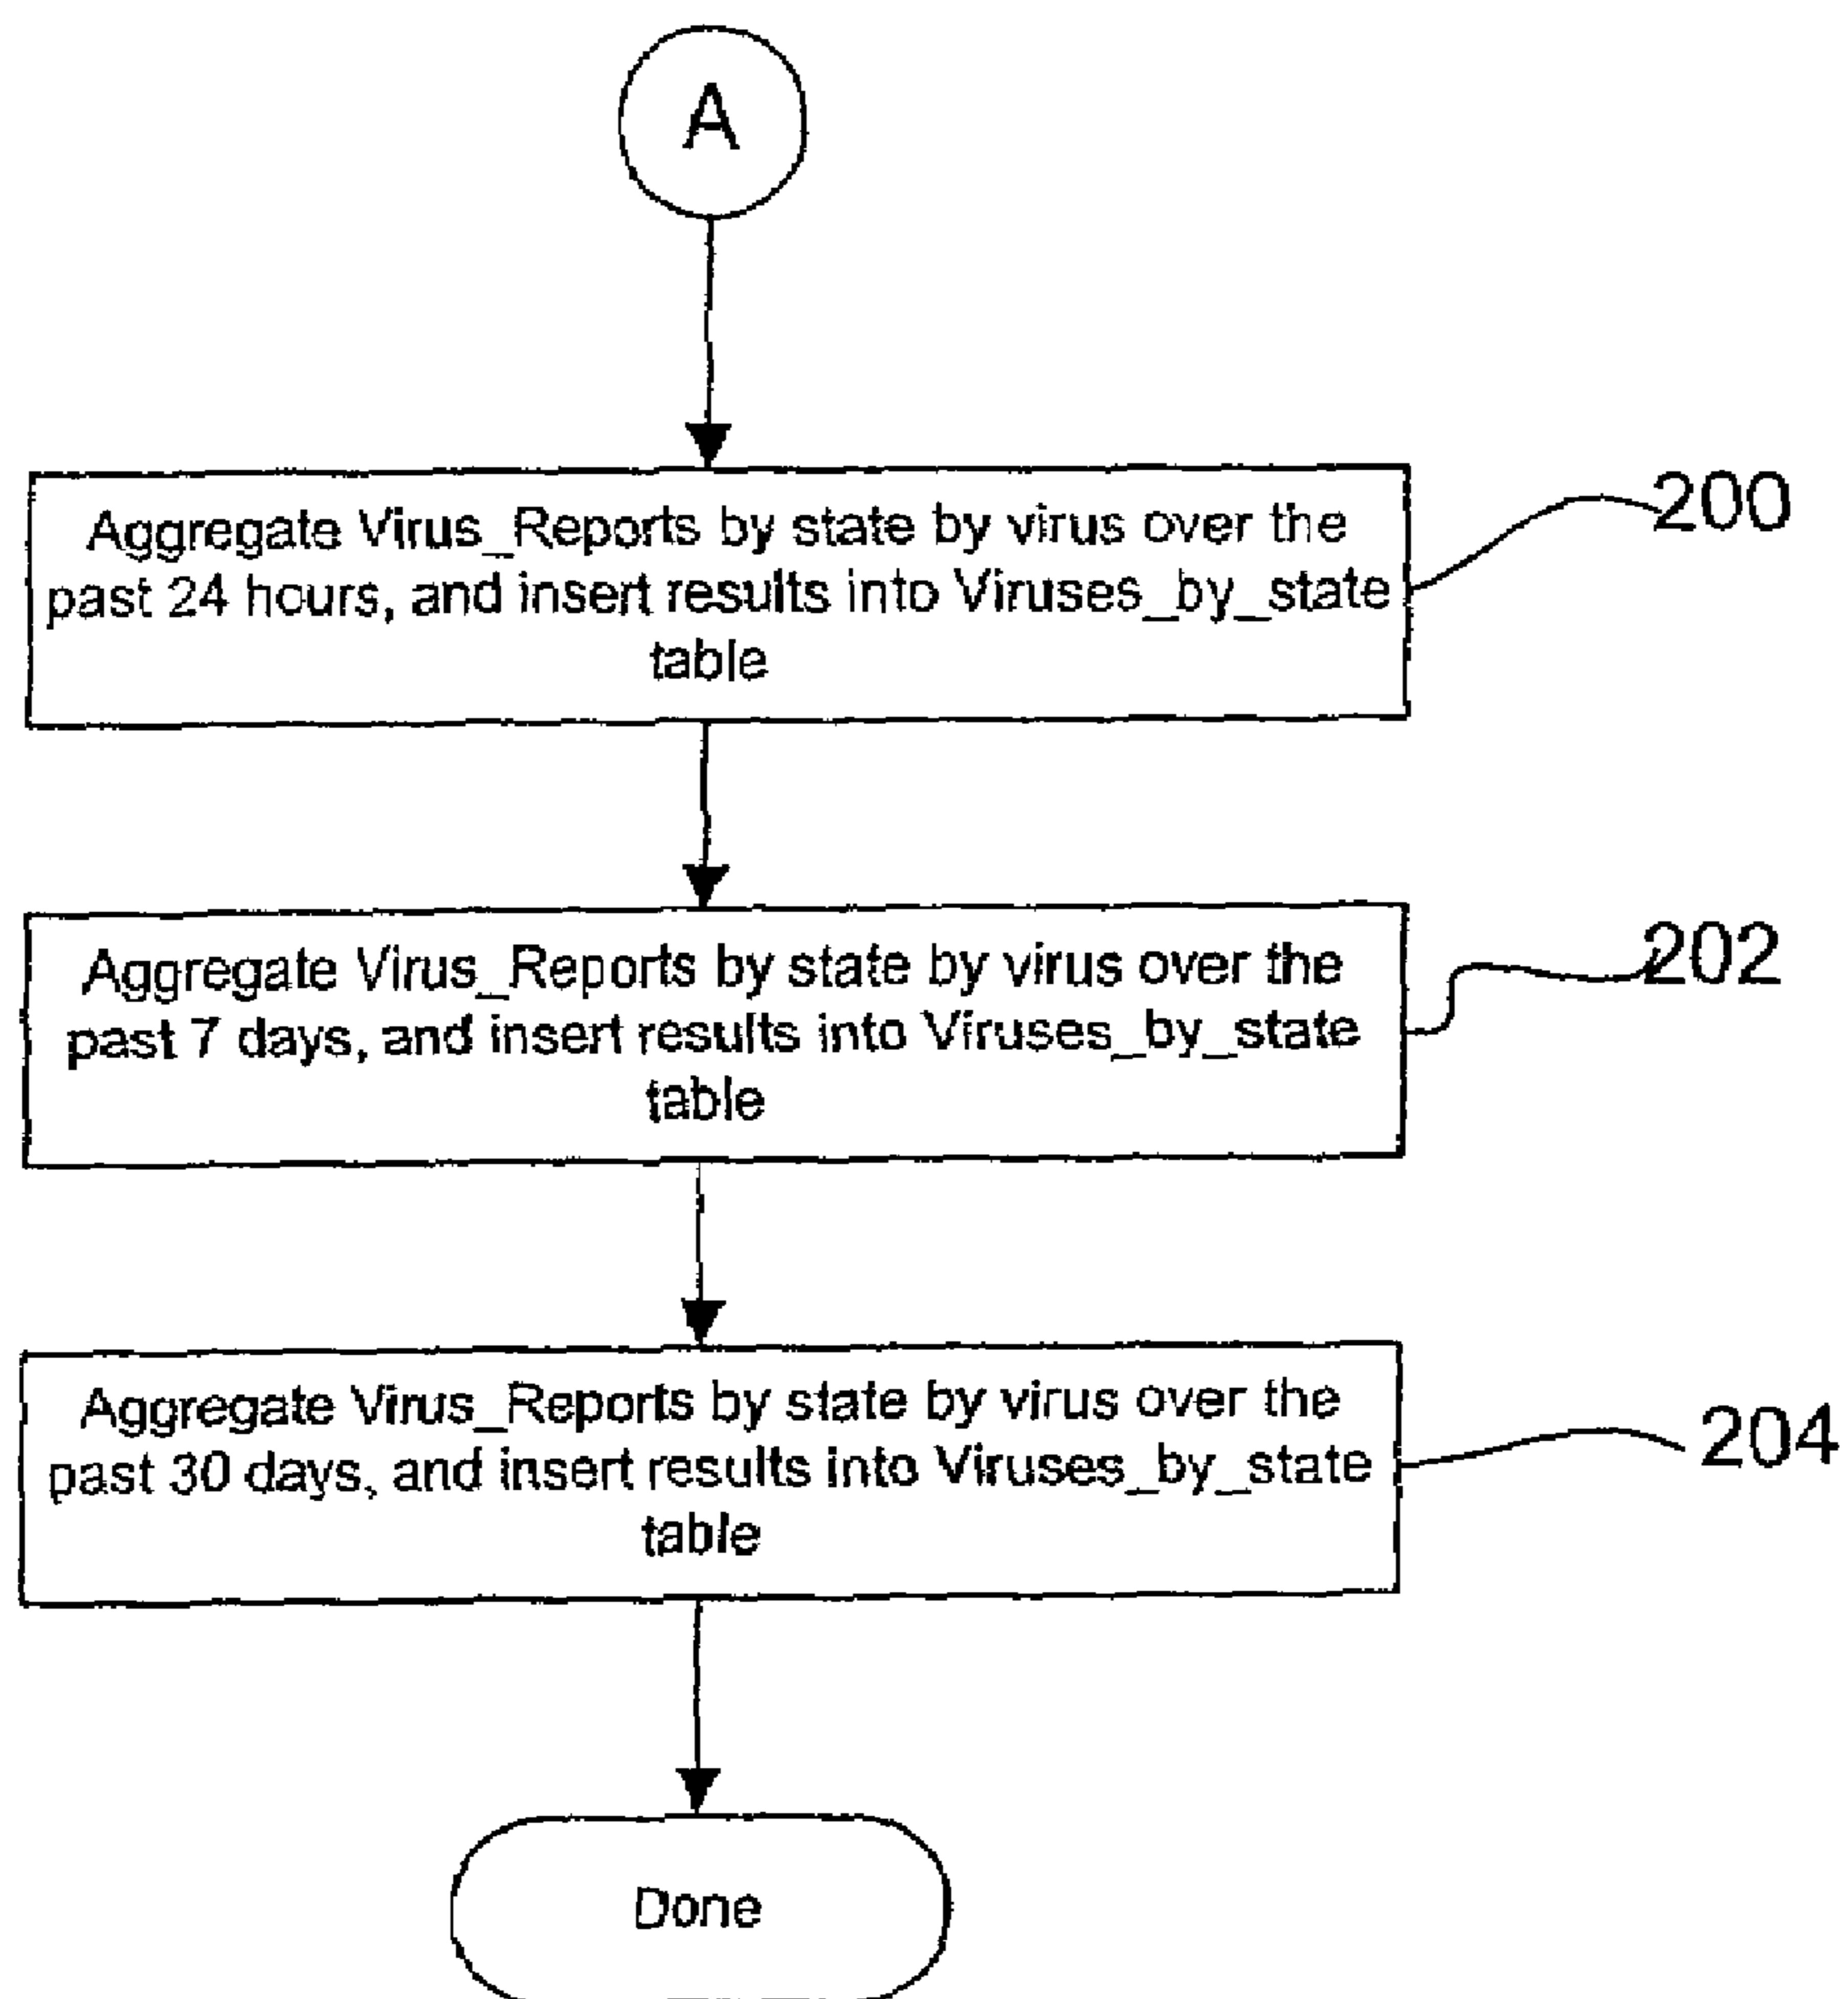 A
Aggregate Virus_Reports by state by virus over the
past 24 hours, and insert results into Viruses_by_state
table
200
Aggregate Virus_Reports by state by virus over the
past 7 days, and insert results into Viruses_by_state
table
202
Aggregate Virus_Reports by state by virus over the
past 30 days, and insert results into Viruses_by_state
table
204
Done